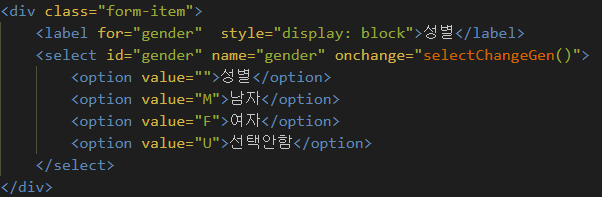 <div class="form-item">
<label for="gender"  style="display: block">성별</label>
<select id="gender" name="gender" onchange="selectChangeGen()">
<option value="">성별</option>
<option value="M">남자</option>
<option value="F">여자</option>
<option value="U">선택안함</option>
</select>
</div>